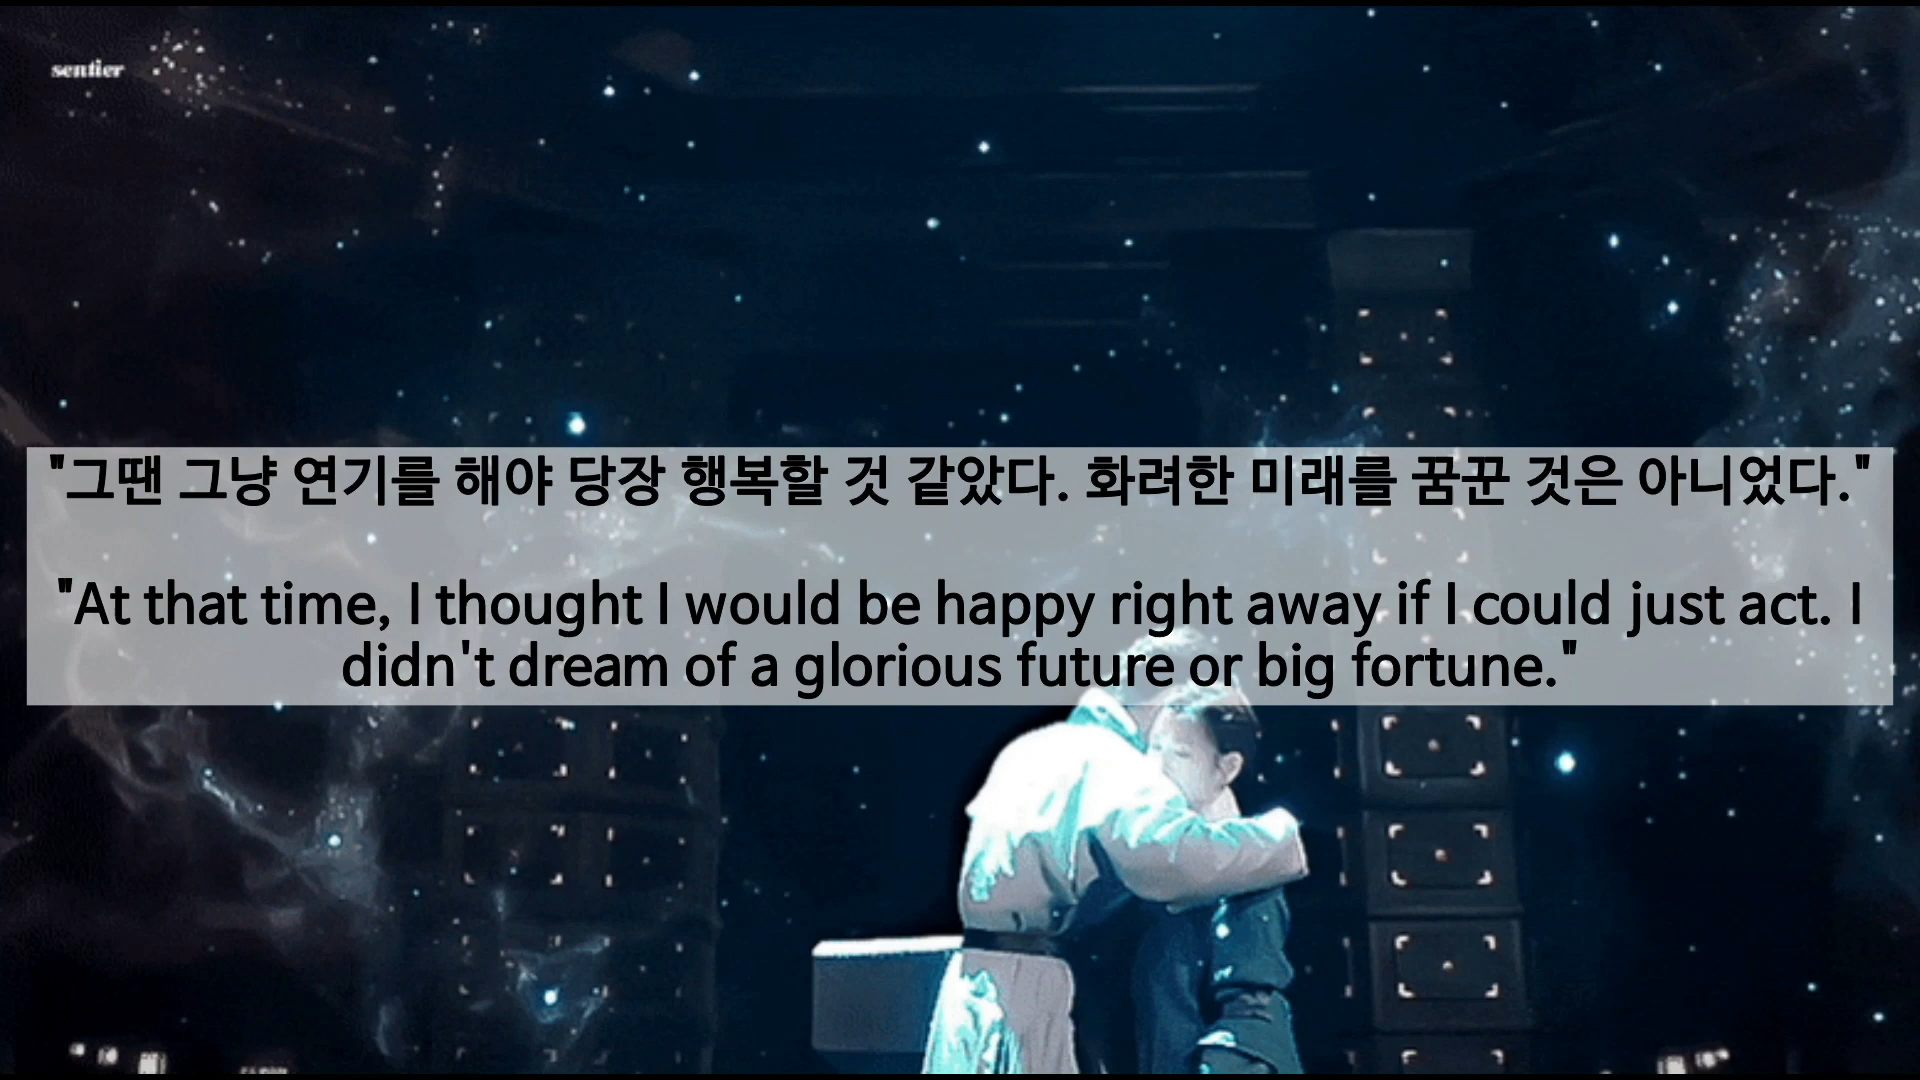 sentier
"그땐 그냥 연기를 해야 당장 행복할 것 같았다. 화려한 미래를 꿈꾼 것은 아니었다."
"At that time, I thought I would be happy right away if I could just act. I
didn't dream of a glorious future or big fortune."